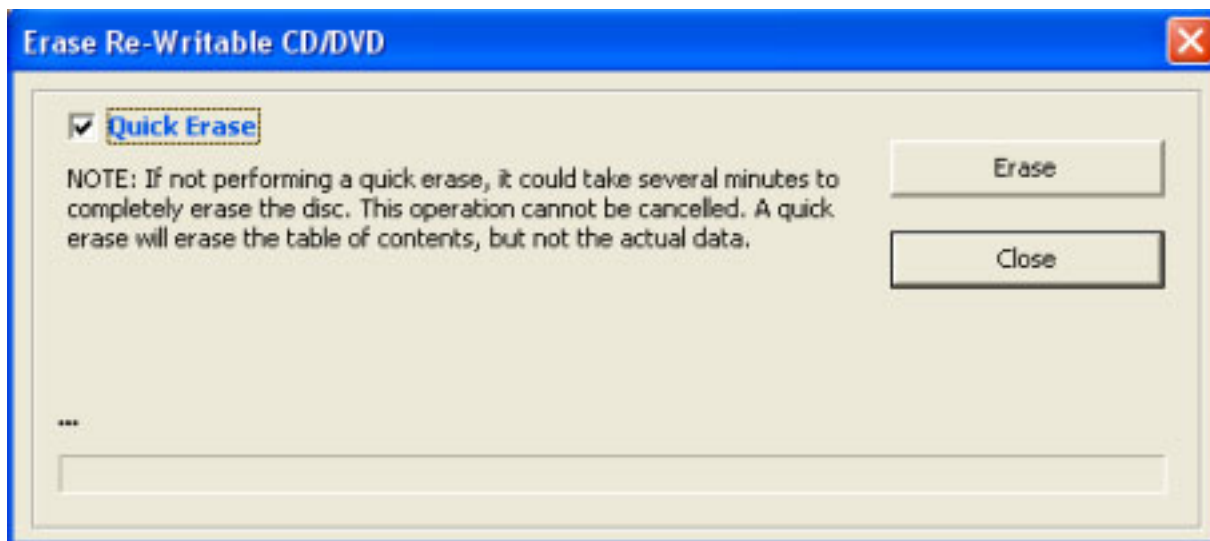 Erase Re-Writable CD/DVD
Quick Erase
NOTE: If not performing a quick erase, it could take several minutes to
completely erase the disc. This operation cannot be cancelled. A quick
erase will erase the table of contents, but not the actual data.
Erase
Close
...